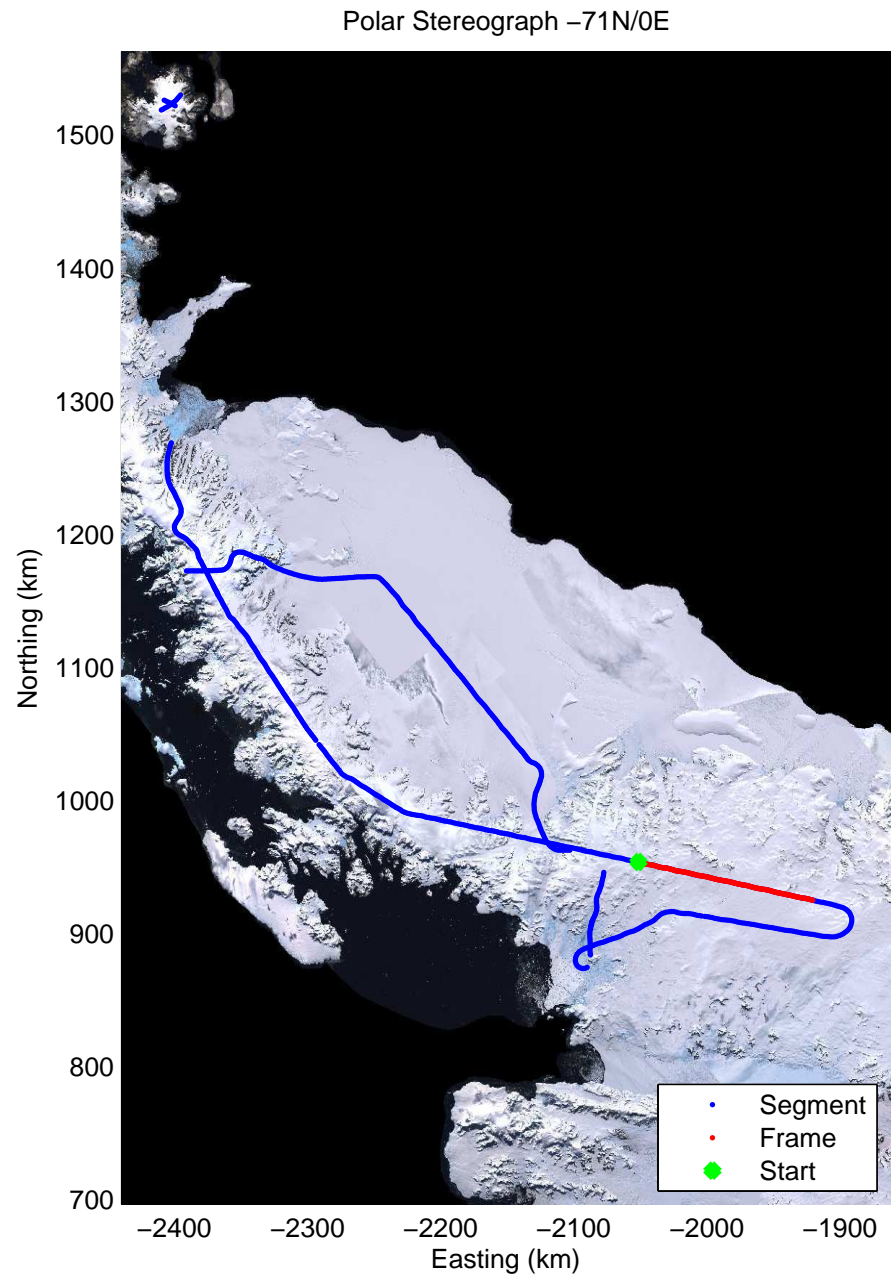 Polar Stereograph −71N/0E
1500
1400
1300
1200
1100
1000
900
800
700
Northing (km)
Segment
Frame
Start
−2400 −2300 −2200 −2100 −2000 −1900
Easting (km)